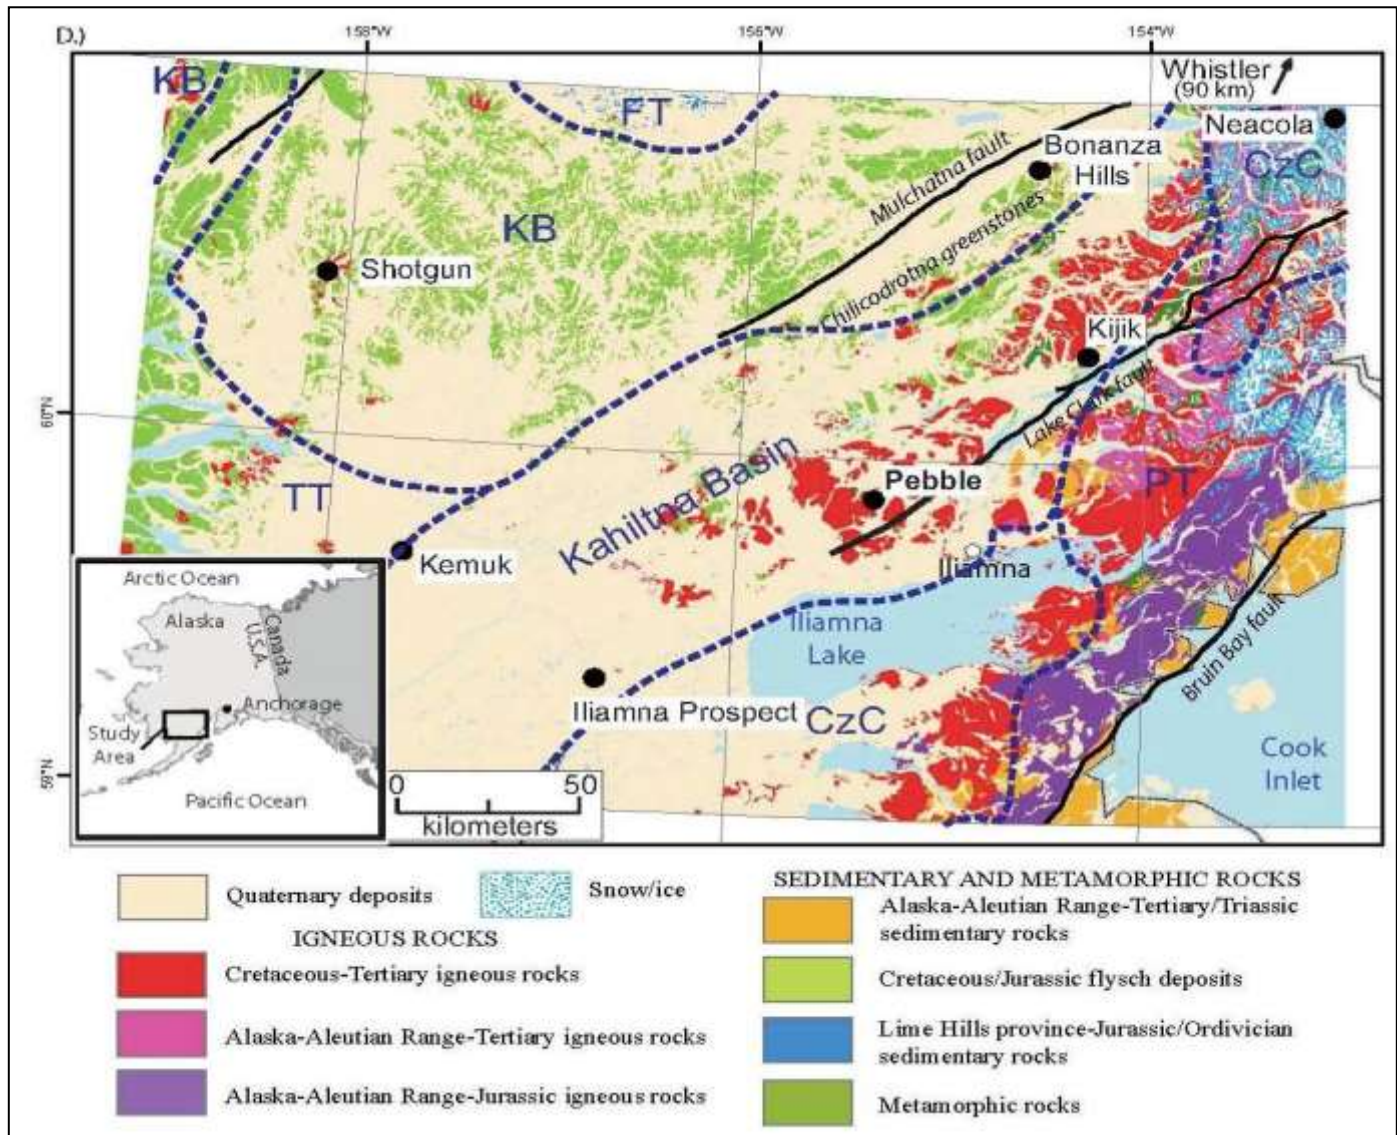 D.)
158°W
156°W
154°W
Whistler
(90 km)
KB
FT
Neacola
Bonanza
Hills
CzC
Mulchatna fault
KB
Chilicodrotna greenstones
Shotgun
Kijik
60°N
Lake Clark fault
Kahiltna Basin
Pebble
PT
TT
Kemuk
Iliamna
Iliamna
Lake
Bruin Bay fault
Iliamna Prospect
CzC
Cook
Inlet
59°N
Arctic Ocean
Alaska
Canada
U.S.A.
Anchorage
Study
Area
Pacific Ocean
0 50
kilometers
Quaternary deposits
Snow/ice
IGNEOUS ROCKS
Cretaceous-Tertiary igneous rocks
Alaska-Aleutian Range-Tertiary igneous rocks
Alaska-Aleutian Range-Jurassic igneous rocks
SEDIMENTARY AND METAMORPHIC ROCKS
Alaska-Aleutian Range-Tertiary/Triassic
sedimentary rocks
Cretaceous/Jurassic flysch deposits
Lime Hills province-Jurassic/Ordivician
sedimentary rocks
Metamorphic rocks